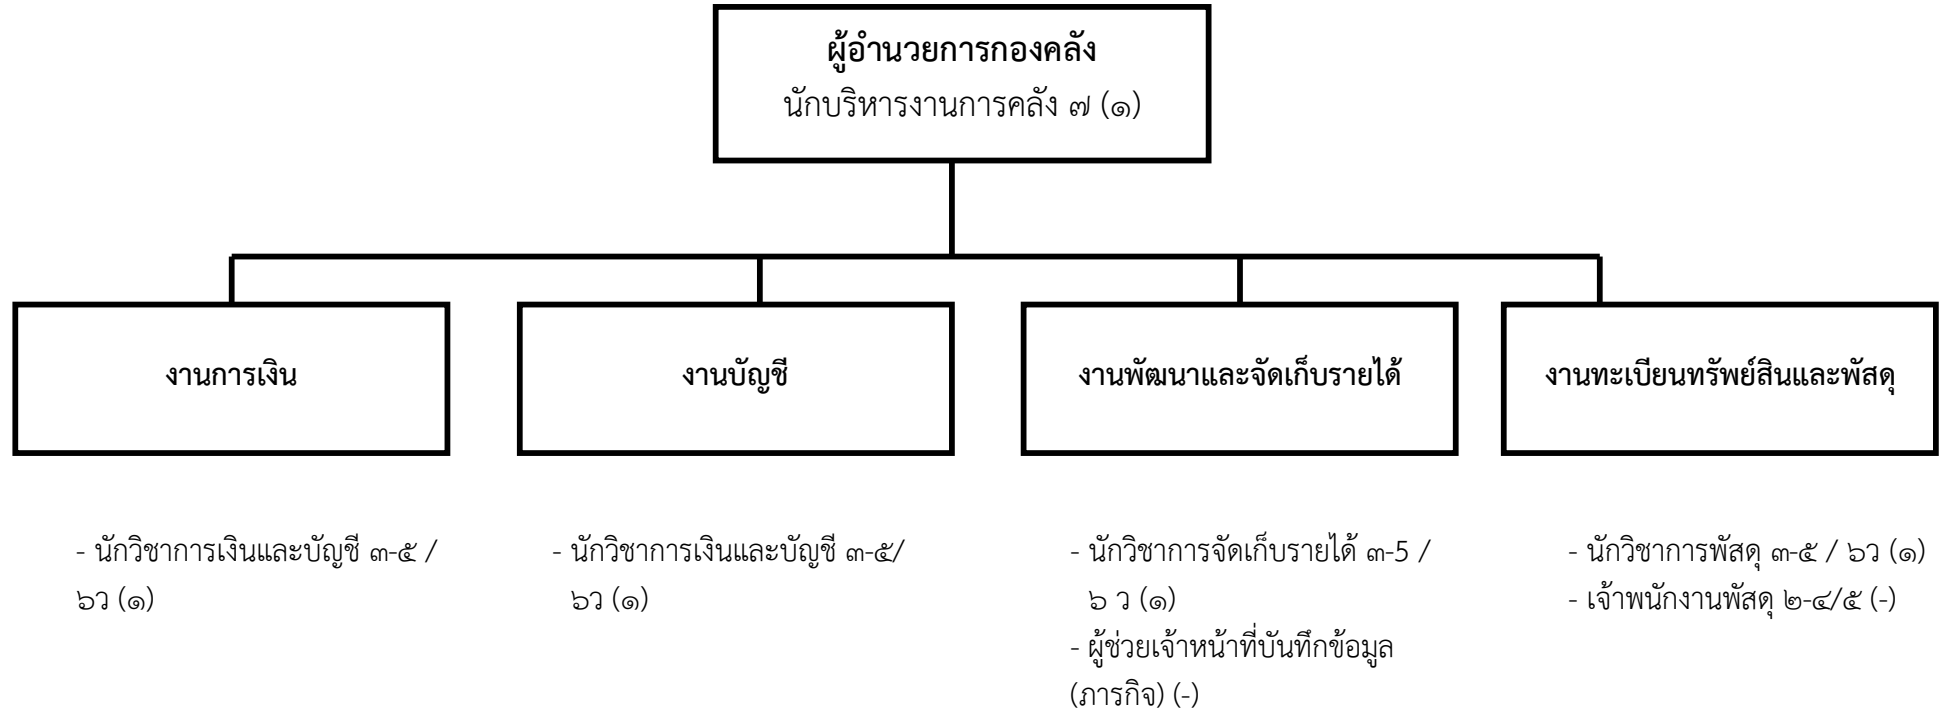 ผู้อำนวยการกองคลัง
นักบริหารงานการคลัง ๗ (๑)
งานการเงิน
งานบัญชี
งานพัฒนาและจัดเก็บรายได้
งานทะเบียนทรัพย์สินและพัสดุ
- นักวิชาการเงินและบัญชี ๓-๕ /
๖ว (๑)
- นักวิชาการเงินและบัญชี ๓-๕/
๖ว (๑)
- นักวิชาการจัดเก็บรายได้ ๓-5 /
๖ ว (๑)
- ผู้ช่วยเจ้าหน้าที่บันทึกข้อมูล
(ภารกิจ) (-)
- นักวิชาการพัสดุ ๓-๕ / ๖ว (๑)
- เจ้าพนักงานพัสดุ ๒-๔/๕ (-)